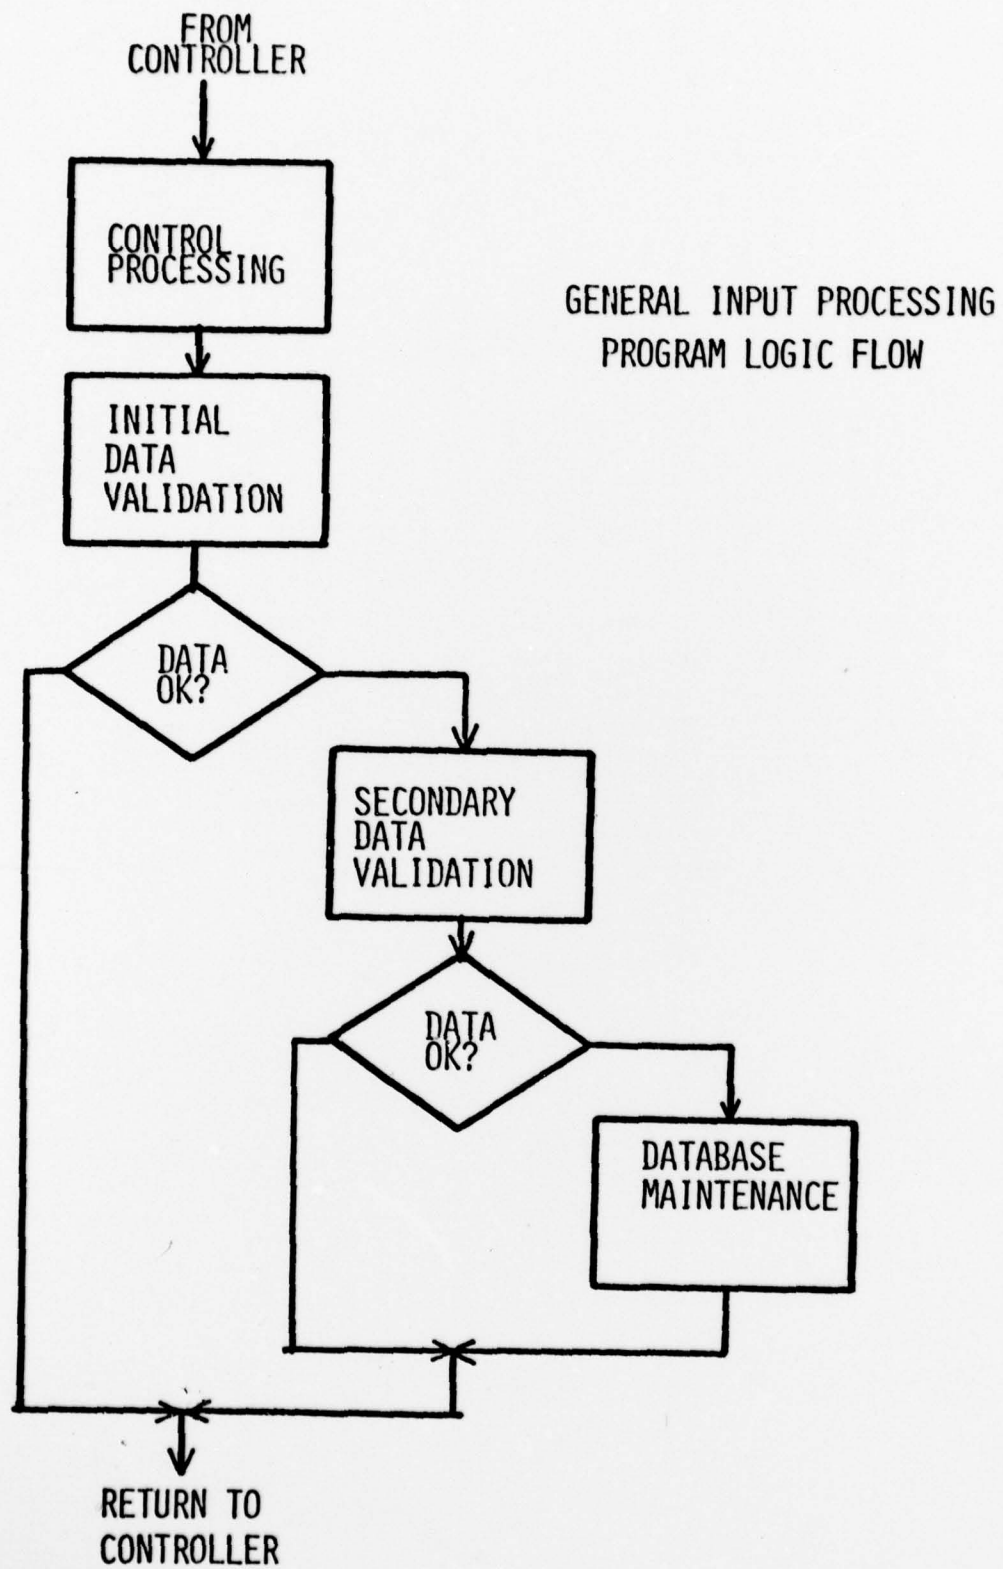 FROM
CONTROLLER
CONTROL
PROCESSING
GENERAL INPUT PROCESSING
PROGRAM LOGIC FLOW
INITIAL
DATA
VALIDATION
DATA
OK?
SECONDARY
DATA
VALIDATION
DATA
OK?
DATABASE
MAINTENANCE
RETURN TO
CONTROLLER